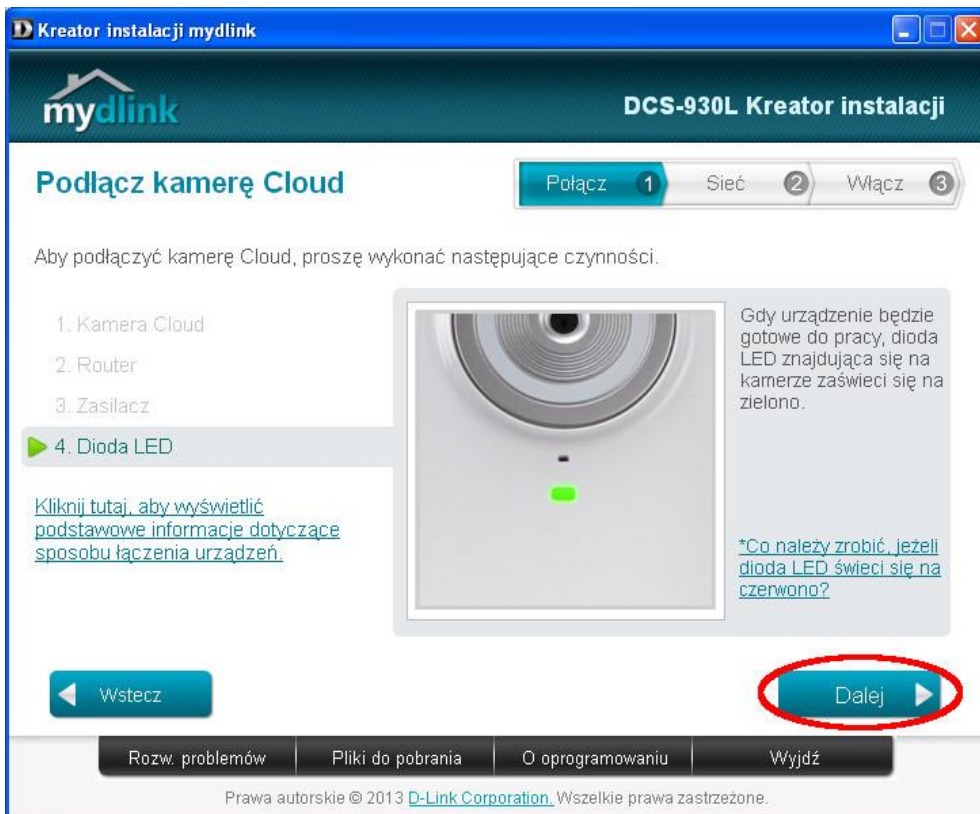 Kreator instalacji mydlink
mydlink
DCS-930L Kreator instalacji
Podłącz kamerę Cloud
Połącz 1
Sieć 2
Włącz 3
Aby podłączyć kamerę Cloud, proszę wykonać następujące czynności.
1. Kamera Cloud
2. Router
3. Zasilacz
4. Dioda LED
Kliknij tutaj, aby wyświetlić
podstawowe informacje dotyczące
sposobu łączenia urządzeń.
Gdy urządzenie będzie
gotowe do pracy, dioda
LED znajdująca się na
kamerze zaświeci się na
zielono.
*Co należy zrobić, jeżeli
dioda LED świeci się na
czerwono?
Wstecz
Dalej
Rozw. problemów
Pliki do pobrania
O oprogramowaniu
Wyjdź
Prawa autorskie © 2013 D-Link Corporation. Wszelkie prawa zastrzeżone.